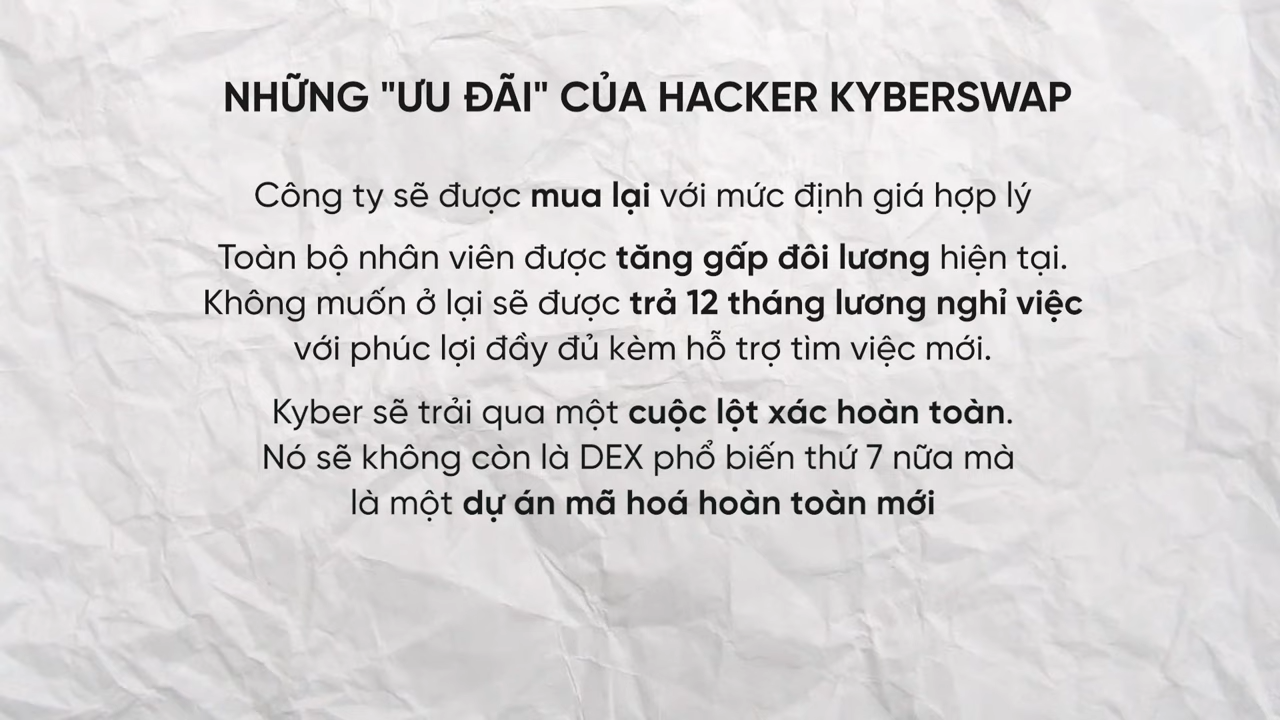 NHỮNG "ƯU ĐÃI" CỦA HACKER KYBERSWAP
Công ty sẽ được mua lại với mức định giá hợp lý
Toàn bộ nhân viên được tăng gấp đôi lương hiện tại.
Không muốn ở lại sẽ được trả 12 tháng lương nghỉ việc
với phúc lợi đầy đủ kèm hỗ trợ tìm việc mới.
Kyber sẽ trải qua một cuộc lột xác hoàn toàn.
Nó sẽ không còn là DEX phổ biến thứ 7 nữa mà
là một dự án mã hoá hoàn toàn mới